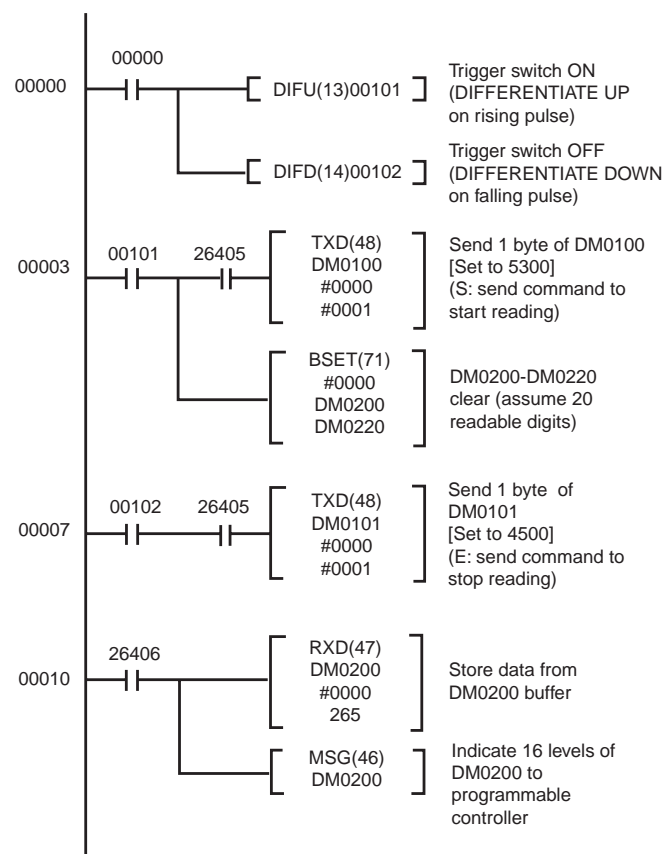 00000
00000
DIFU(13)00101
Trigger switch ON
(DIFFERENTIATE UP
on rising pulse)
DIFD(14)00102
Trigger switch OFF
(DIFFERENTIATE DOWN
on falling pulse)
00003
00101
26405
TXD(48)
DM0100
#0000
#0001
Send 1 byte of DM0100
[Set to 5300]
(S: send command to
start reading)
BSET(71)
#0000
DM0200
DM0220
DM0200-DM0220
clear (assume 20
readable digits)
00007
00102
26405
TXD(48)
DM0101
#0000
#0001
Send 1 byte of
DM0101
[Set to 4500]
(E: send command to
stop reading)
00010
26406
RXD(47)
DM0200
#0000
265
Store data from
DM0200 buffer
MSG(46)
DM0200
Indicate 16 levels of
DM0200 to
programmable
controller